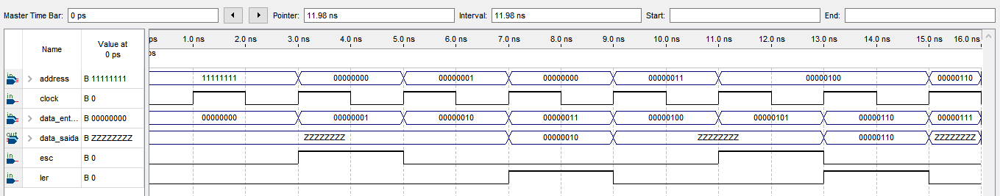 Master Time Bar: 0 ps Pointer: 11.98 ns Interval: 11.98 ns Start: End:
Name Value at 0 ps ps 1.0 ns 2.0 ns 3.0 ns 4.0 ns 5.0 ns 6.0 ns 7.0 ns 8.0 ns 9.0 ns 10.0 ns 11.0 ns 12.0 ns 13.0 ns 14.0 ns 15.0 ns 16.0 ns
ps
in address B 11111111 11111111 00000000 00000001 00000000 00000011 00000100 00000110
in clock B 0
in data_ent... B 00000000 00000000 00000001 00000010 00000011 00000100 00000101 00000110 00000111
out data_saida B ZZZZZZZZ ZZZZZZZZ 00000010 ZZZZZZZZ 00000110 ZZZZZZZZ
in esc B 0
in ler B 0